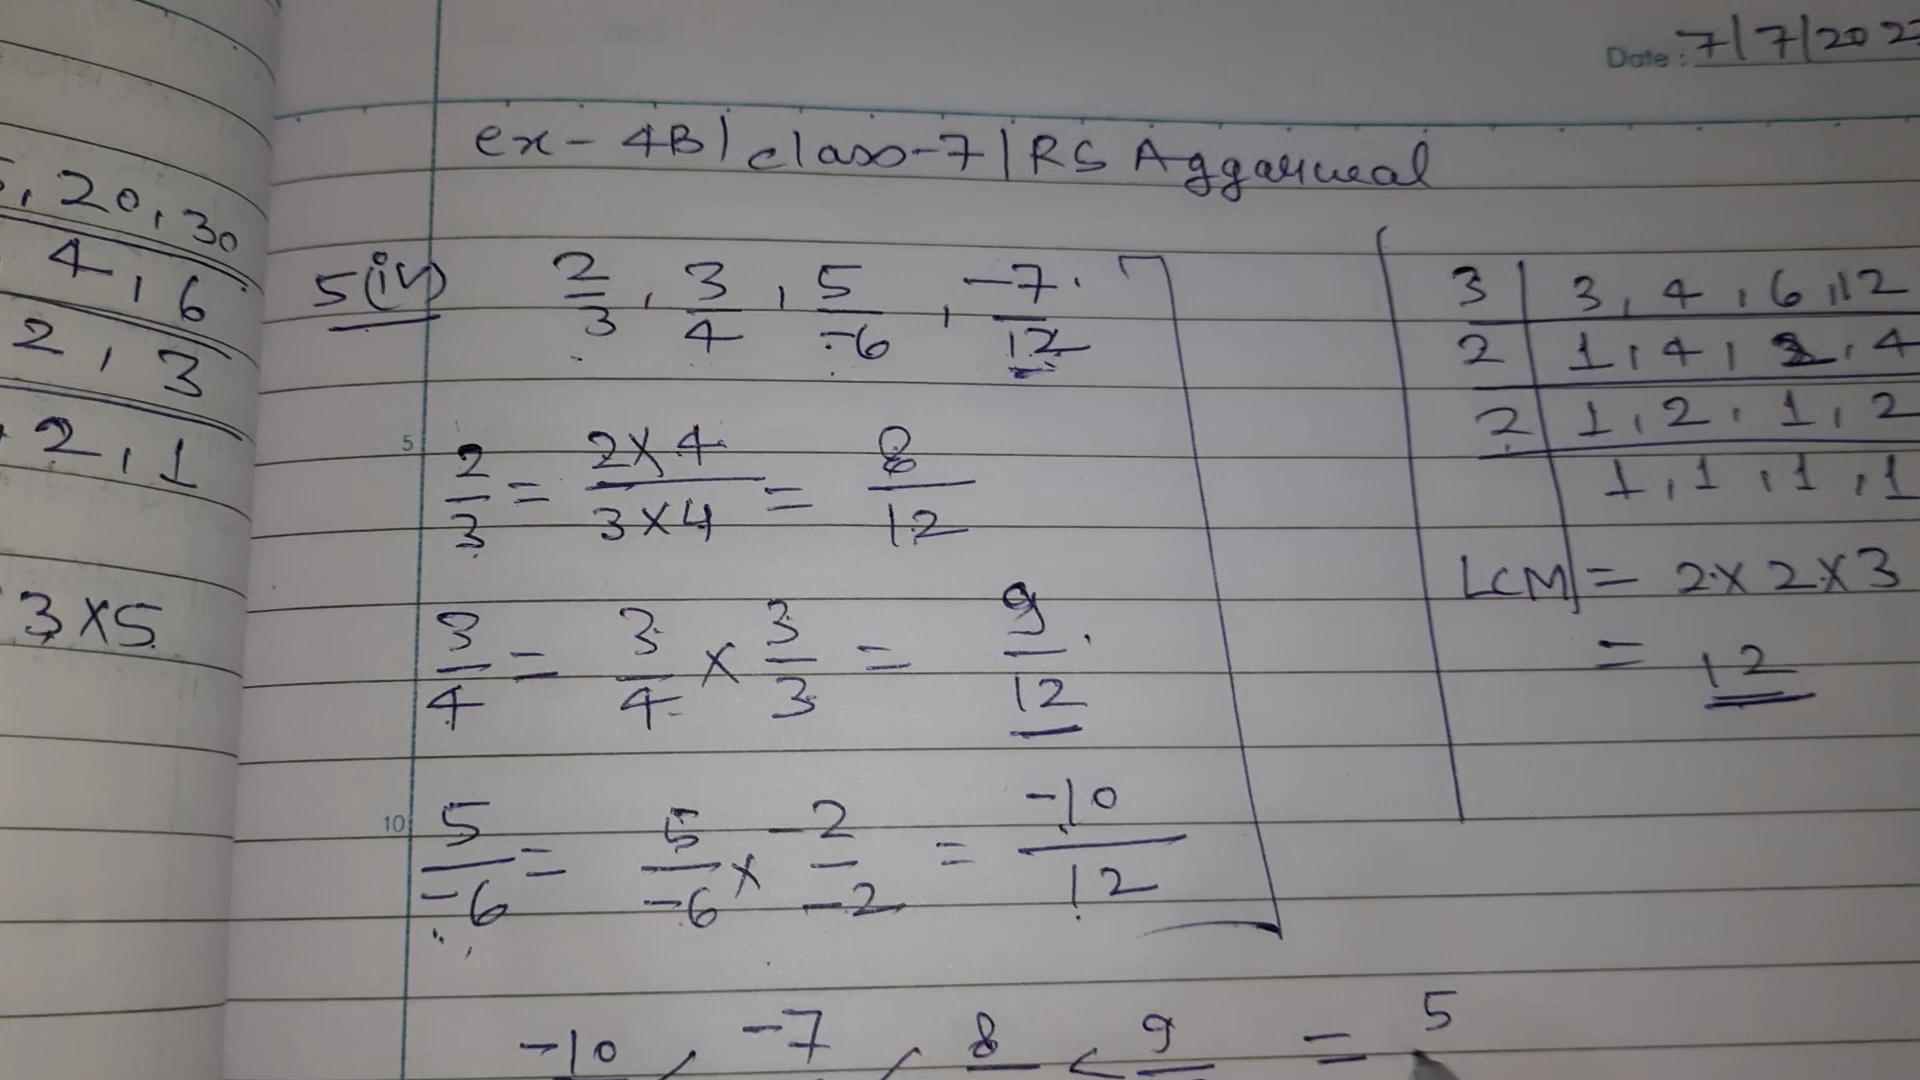 Date: 7/7/202
ex-4B | class-7 | RS Aggarwal
, 20, 30
4, 6
2, 3
2, 1
3 × 5
5(iv) 2/3, 3/4, 5/-6, -7/12
5
2/3 = 2×4/3×4 = 8/12
3/4 = 3/4 × 3/3 = 9/12
10
5/-6 = 5/-6 × -2/-2 = -10/12
-10 < -7 < 8 < 9 = 5
3 | 3, 4, 6, 12
2 | 1, 4, 2, 4
2 | 1, 2, 1, 2
1, 1, 1, 1
LCM = 2×2×3
= 12